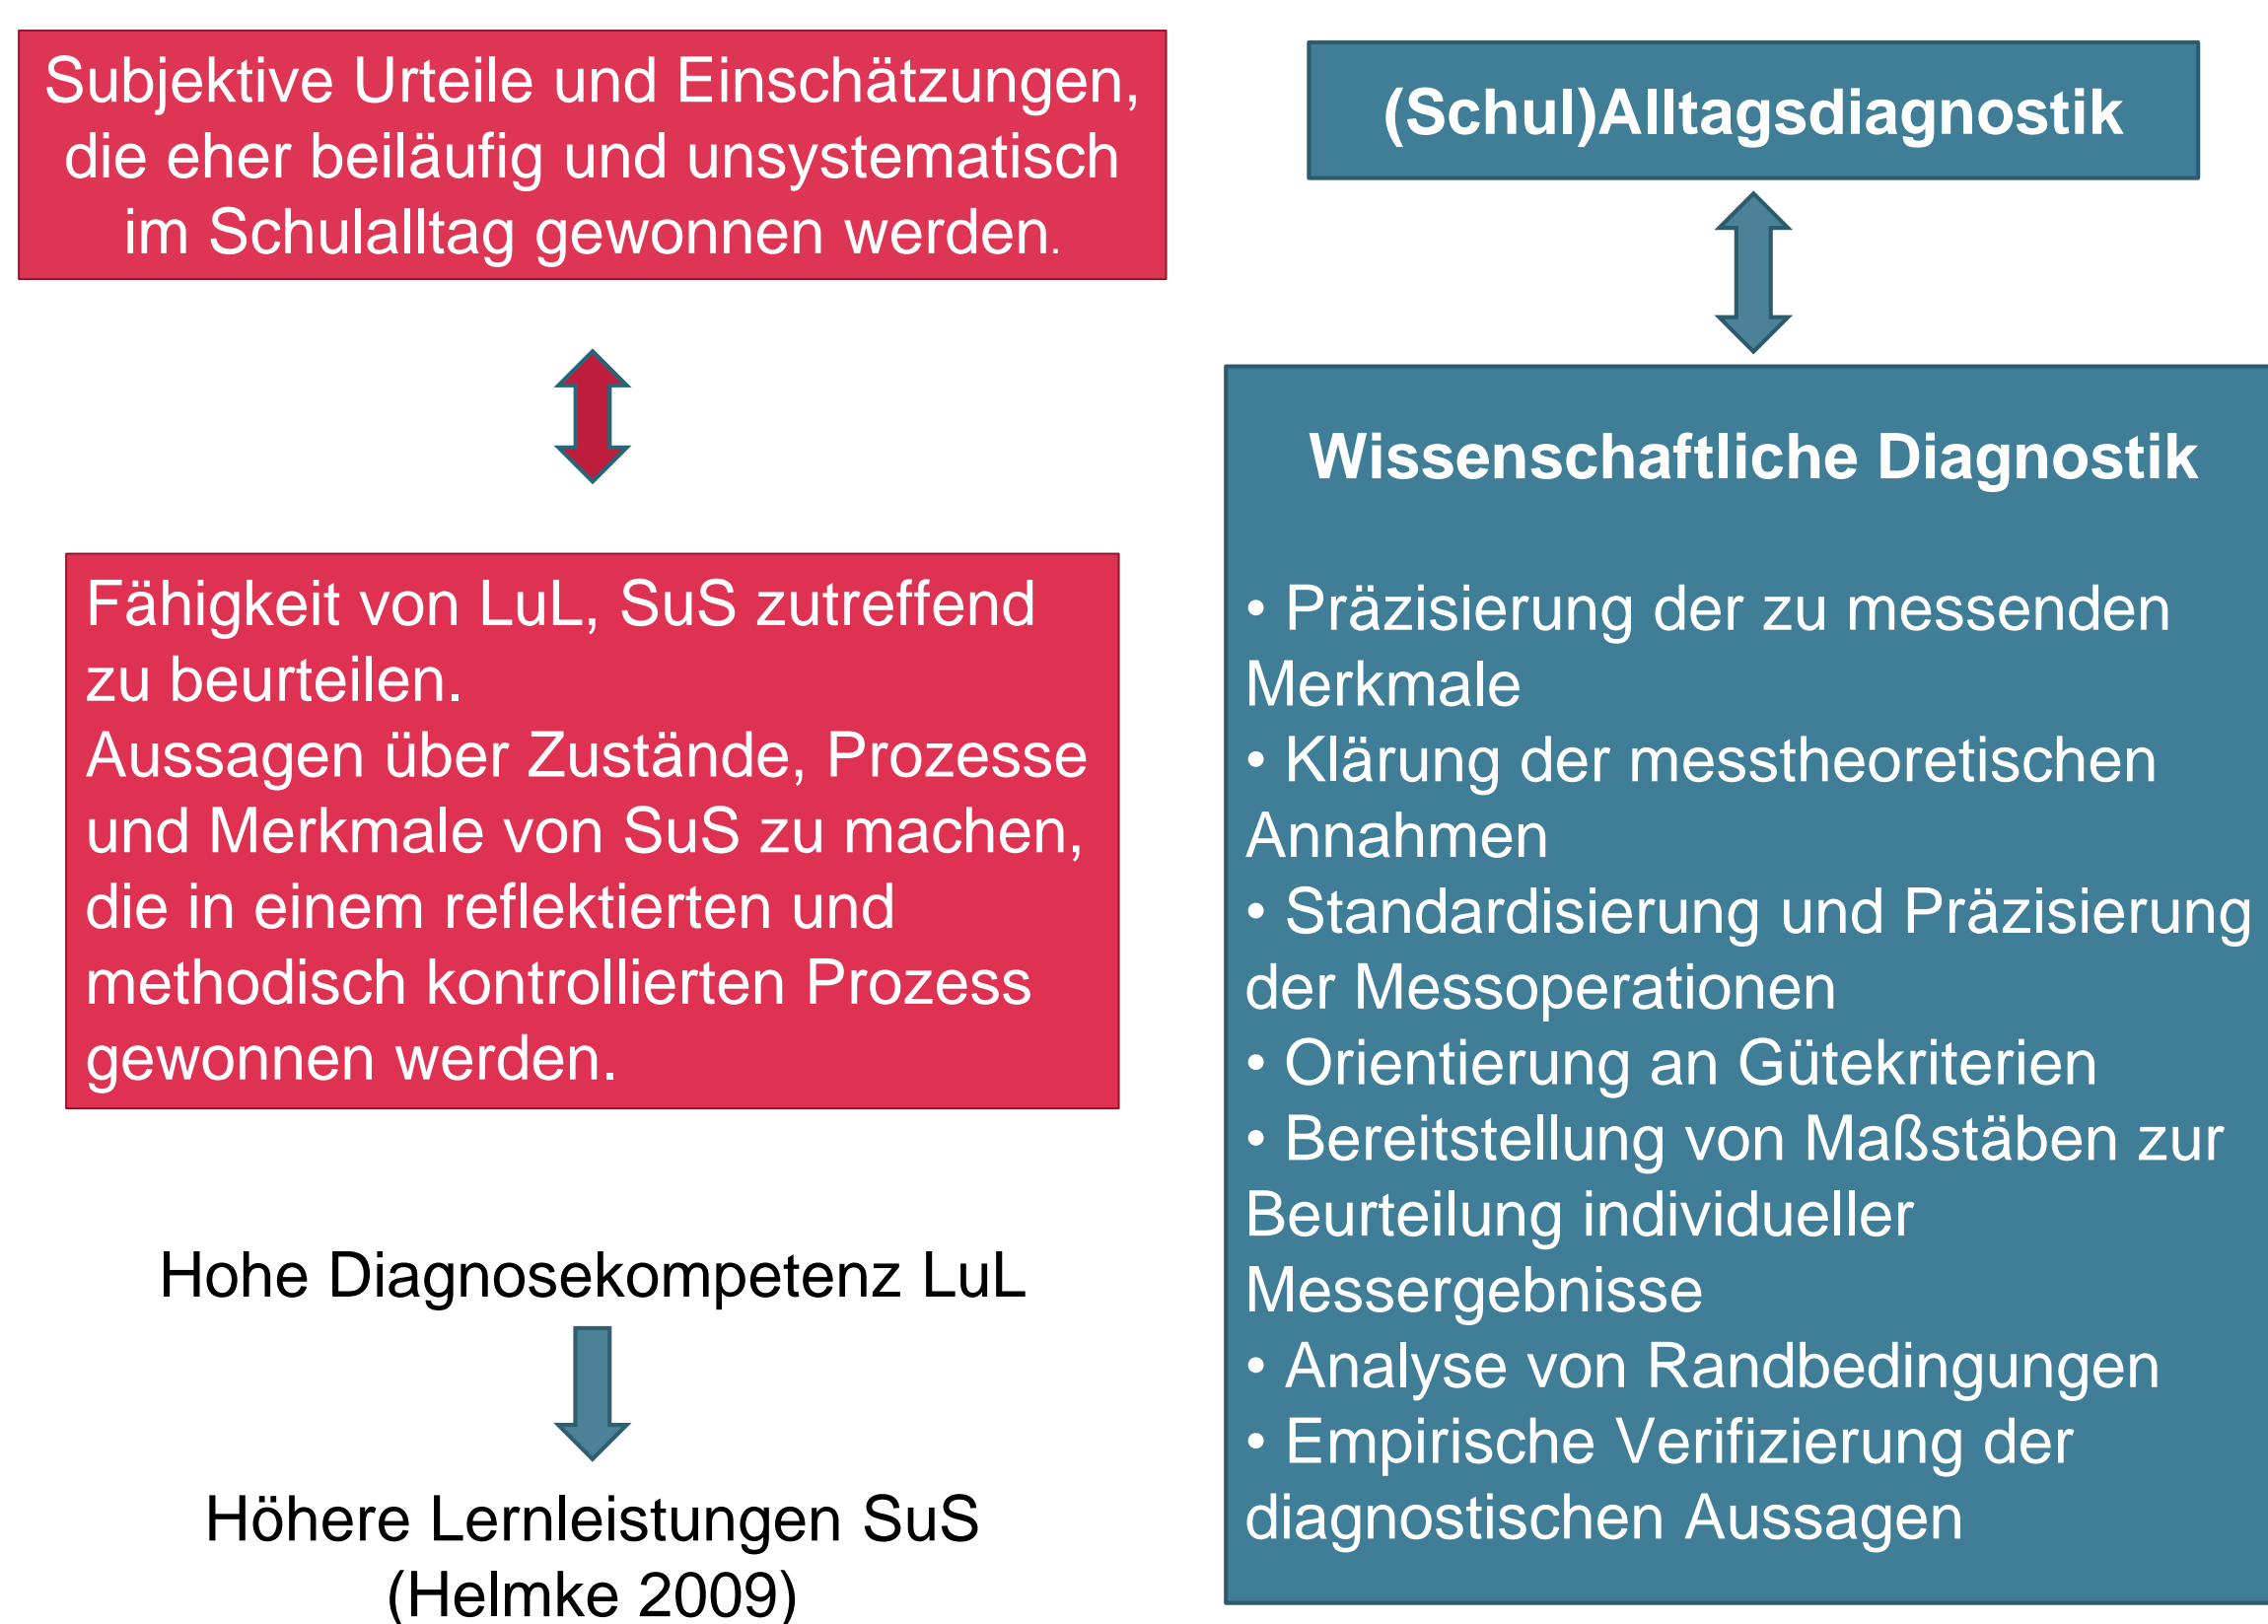 Subjektive Urteile und Einschätzungen,
die eher beiläufig und unsystematisch
im Schulalltag gewonnen werden.
Fähigkeit von LuL, SuS zutreffend
zu beurteilen.
Aussagen über Zustände, Prozesse
und Merkmale von SuS zu machen,
die in einem reflektierten und
methodisch kontrollierten Prozess
gewonnen werden.
Hohe Diagnosekompetenz LuL
Höhere Lernleistungen SuS
(Helmke 2009)
(Schul)Alltagsdiagnostik
Wissenschaftliche Diagnostik
• Präzisierung der zu messenden
Merkmale
• Klärung der messtheoretischen
Annahmen
• Standardisierung und Präzisierung
der Messoperationen
• Orientierung an Gütekriterien
• Bereitstellung von Maßstäben zur
Beurteilung individueller
Messergebnisse
• Analyse von Randbedingungen
• Empirische Verifizierung der
diagnostischen Aussagen